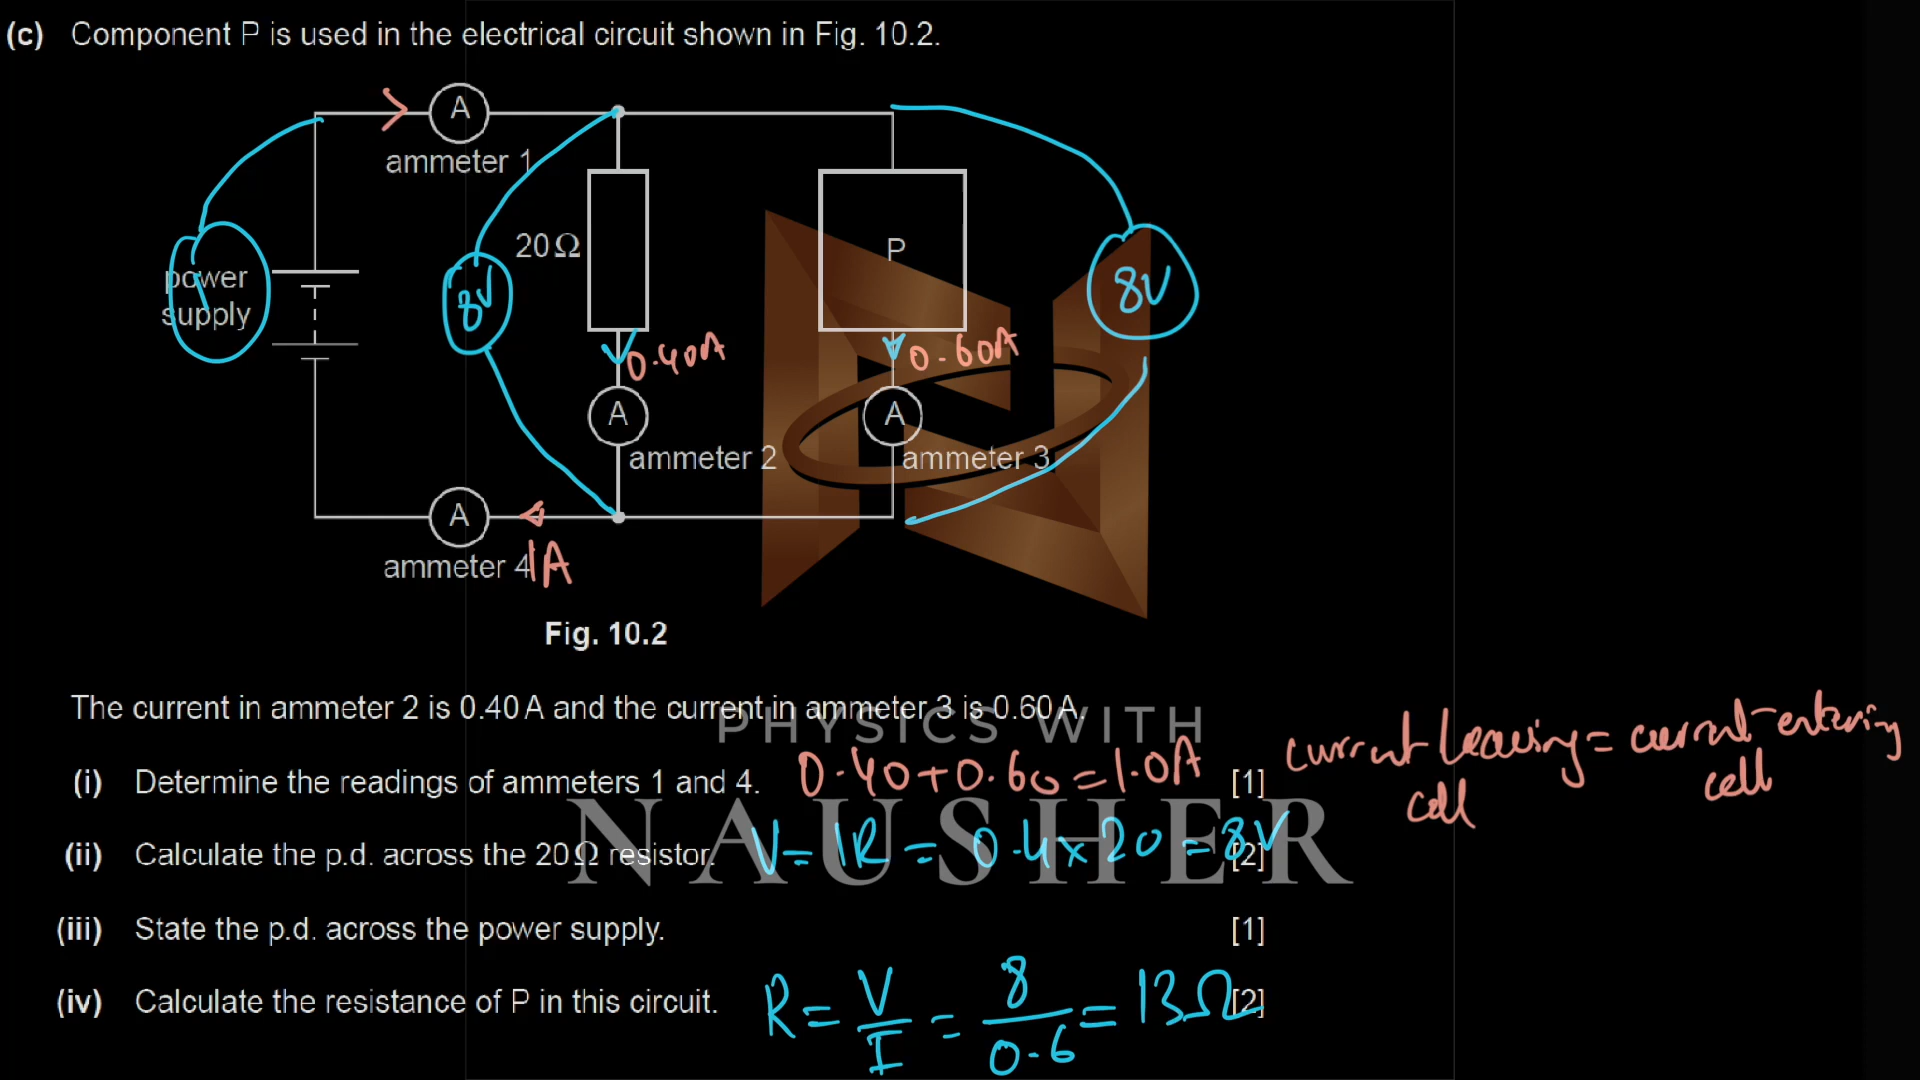 (c) Component P is used in the electrical circuit shown in Fig. 10.2.
A
ammeter 1
20Ω
P
power
supply
8V
8V
0.40A
0.60A
A
A
ammeter 2
ammeter 3
A
ammeter 4
1A
Fig. 10.2
The current in ammeter 2 is 0.40 A and the current in ammeter 3 is 0.60 A.
PHYSICS WITH
NAUSHER
current leaving = current entering
cell cell
(i) Determine the readings of ammeters 1 and 4. 0.40+0.60=1.0A [1]
(ii) Calculate the p.d. across the 20Ω resistor. V=IR= 0.4x20=8V [2]
(iii) State the p.d. across the power supply. [1]
(iv) Calculate the resistance of P in this circuit. R=V/I=8/0.6=13Ω [2]